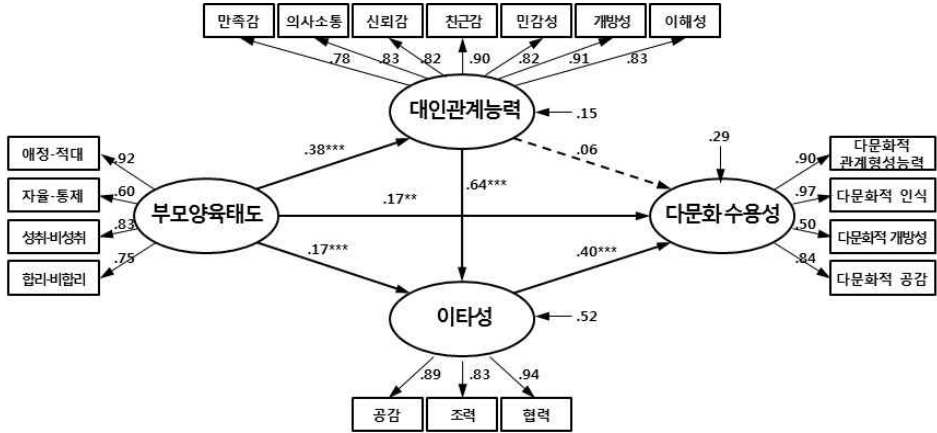 만족감 의사소통 신뢰감 친근감 민감성 개방성 이해성
.78 .83 .82 .90 .82 .91 .83
대인관계능력
.15
애정-적대
.92
자율-통제
.60
성취-비성취
.83
합리-비합리
.75
부모양육태도
.38***
.64***
.06
.17**
.17***
.40***
.29
다문화 수용성
.90
다문화적
관계형성능력
.97
다문화적 인식
.50
다문화적 개방성
.84
다문화적 공감
이타성
.52
.89 .83 .94
공감 조력 협력